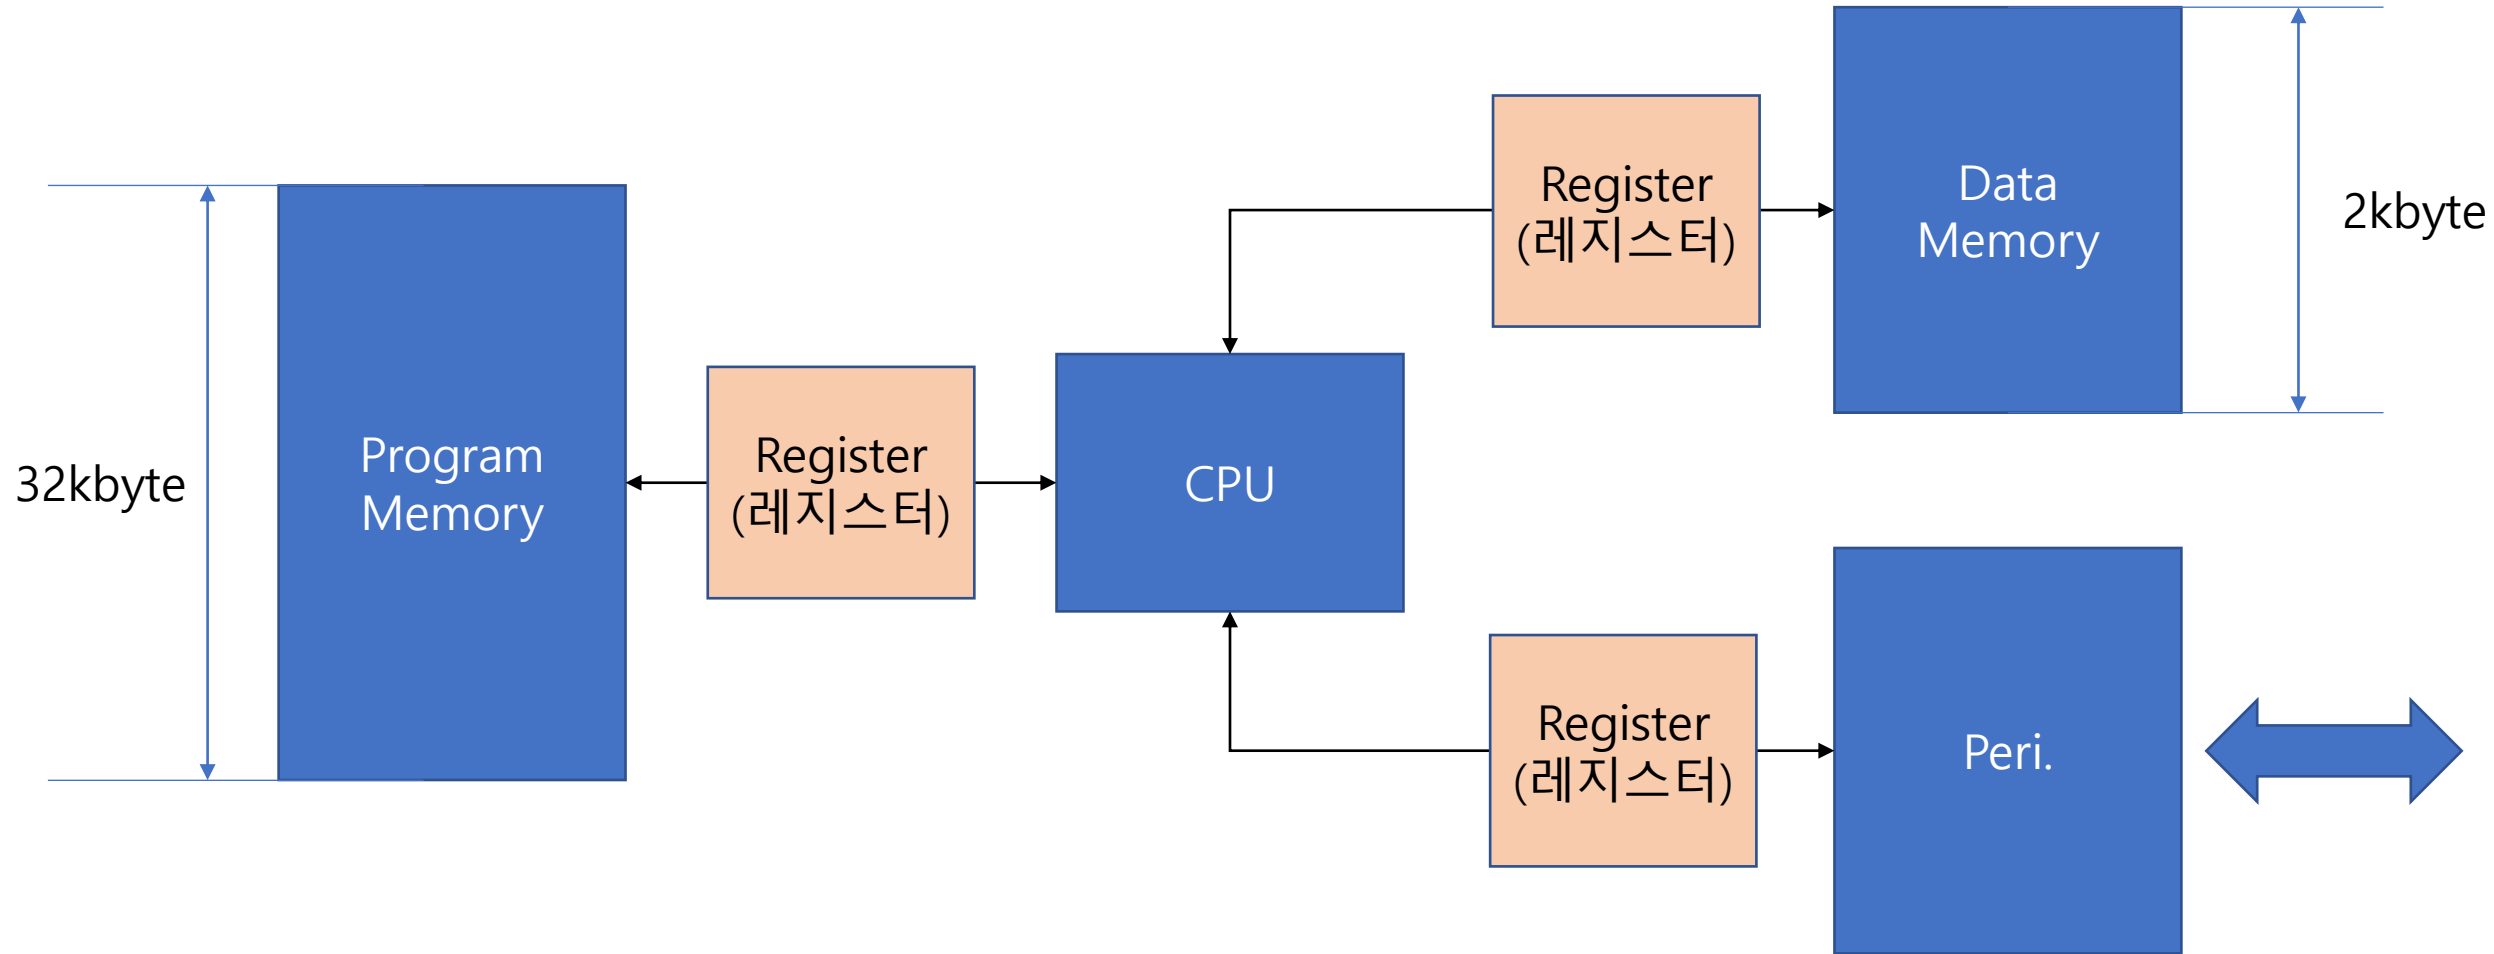 32kbyte
Program
Memory
Register
(레지스터)
CPU
Register
(레지스터)
Data
Memory
2kbyte
Register
(레지스터)
Peri.